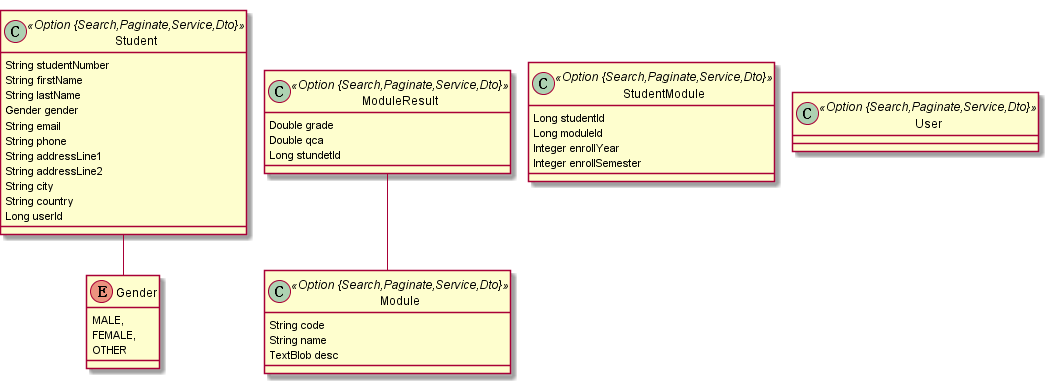 C «Option {Search,Paginate,Service,Dto}»
Student
String studentNumber
String firstName
String lastName
Gender gender
String email
String phone
String addressLine1
String addressLine2
String city
String country
Long userId
E Gender
MALE,
FEMALE,
OTHER
C «Option {Search,Paginate,Service,Dto}»
ModuleResult
Double grade
Double qca
Long stundetId
C «Option {Search,Paginate,Service,Dto}»
Module
String code
String name
TextBlob desc
C «Option {Search,Paginate,Service,Dto}»
StudentModule
Long studentId
Long moduleId
Integer enrollYear
Integer enrollSemester
C «Option {Search,Paginate,Service,Dto}»
User